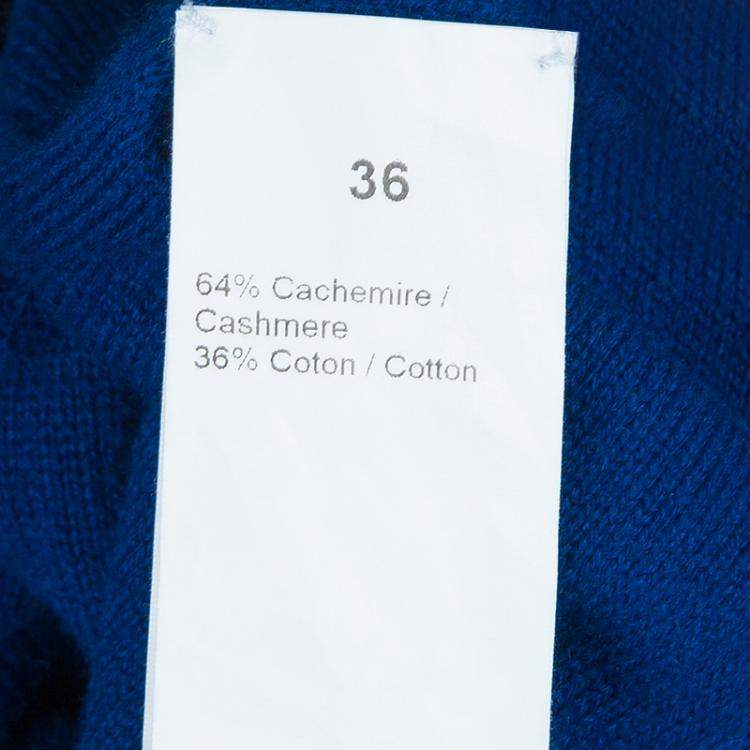 36
64% Cachemire /
Cashmere
36% Coton / Cotton